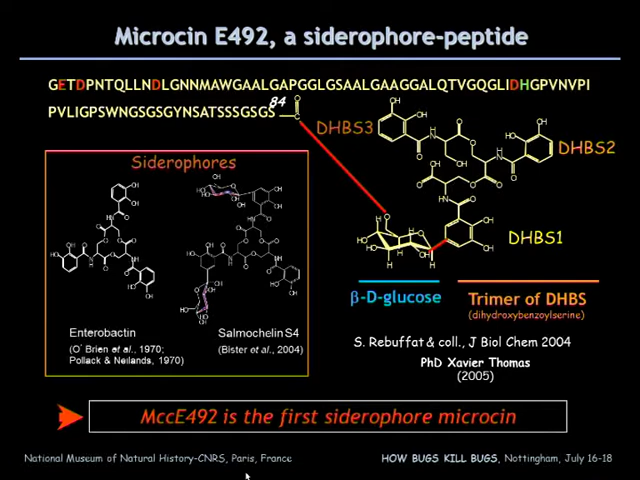 Microcin E492, a siderophore-peptide
GETDPNTQLLNDLGNNMAWGAALGAPGGLGSAALGAAGGALQTVGQGLIDHGPVNVPI
PVLIGPSWNGSGSGYNSATSSSGSGS
84
O
C
DHBS3
DHBS2
DHBS1
Siderophores
Enterobactin
(O' Brien et al., 1970;
Pollack & Neilands, 1970)
Salmochelin S4
(Bister et al., 2004)
β-D-glucose
Trimer of DHBS
(dihydroxybenzoylserine)
S. Rebuffat & coll., J Biol Chem 2004
PhD Xavier Thomas
(2005)
MccE492 is the first siderophore microcin
National Museum of Natural History-CNRS, Paris, France
HOW BUGS KILL BUGS, Nottingham, July 16-18